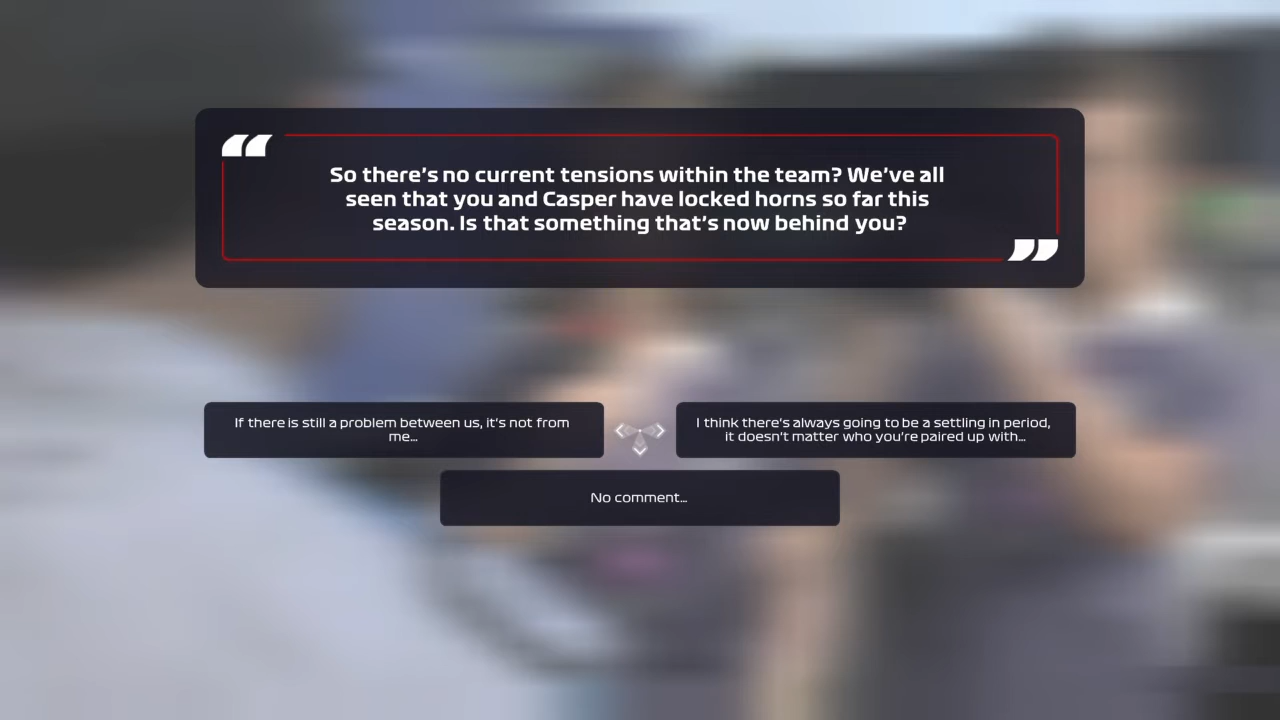 So there's no current tensions within the team? We've all
seen that you and Casper have locked horns so far this
season. Is that something that's now behind you?
If there is still a problem between us, it's not from
me...
I think there's always going to be a settling in period,
it doesn't matter who you're paired up with...
No comment...